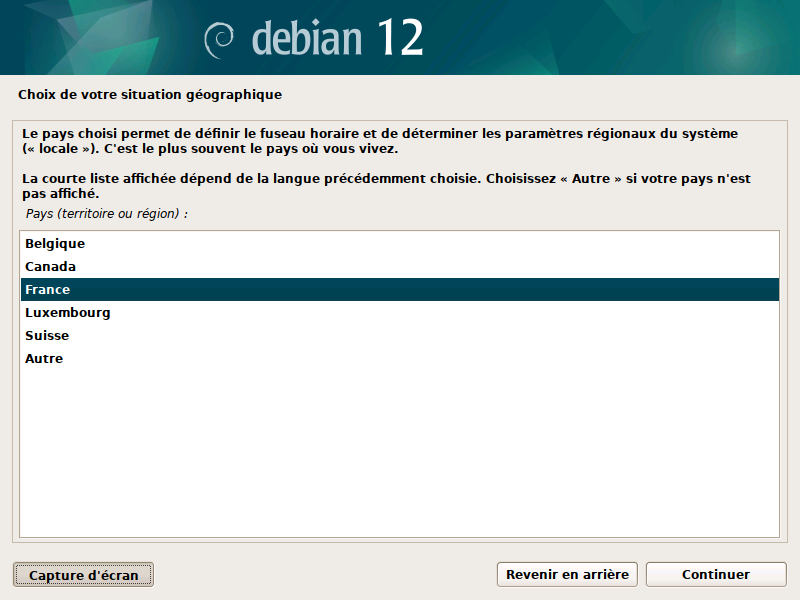 debian 12
Choix de votre situation géographique
Le pays choisi permet de définir le fuseau horaire et de déterminer les paramètres régionaux du système
(« locale »). C'est le plus souvent le pays où vous vivez.
La courte liste affichée dépend de la langue précédemment choisie. Choisissez « Autre » si votre pays n'est
pas affiché.
Pays (territoire ou région) :
Belgique
Canada
France
Luxembourg
Suisse
Autre
Capture d'écran
Revenir en arrière
Continuer